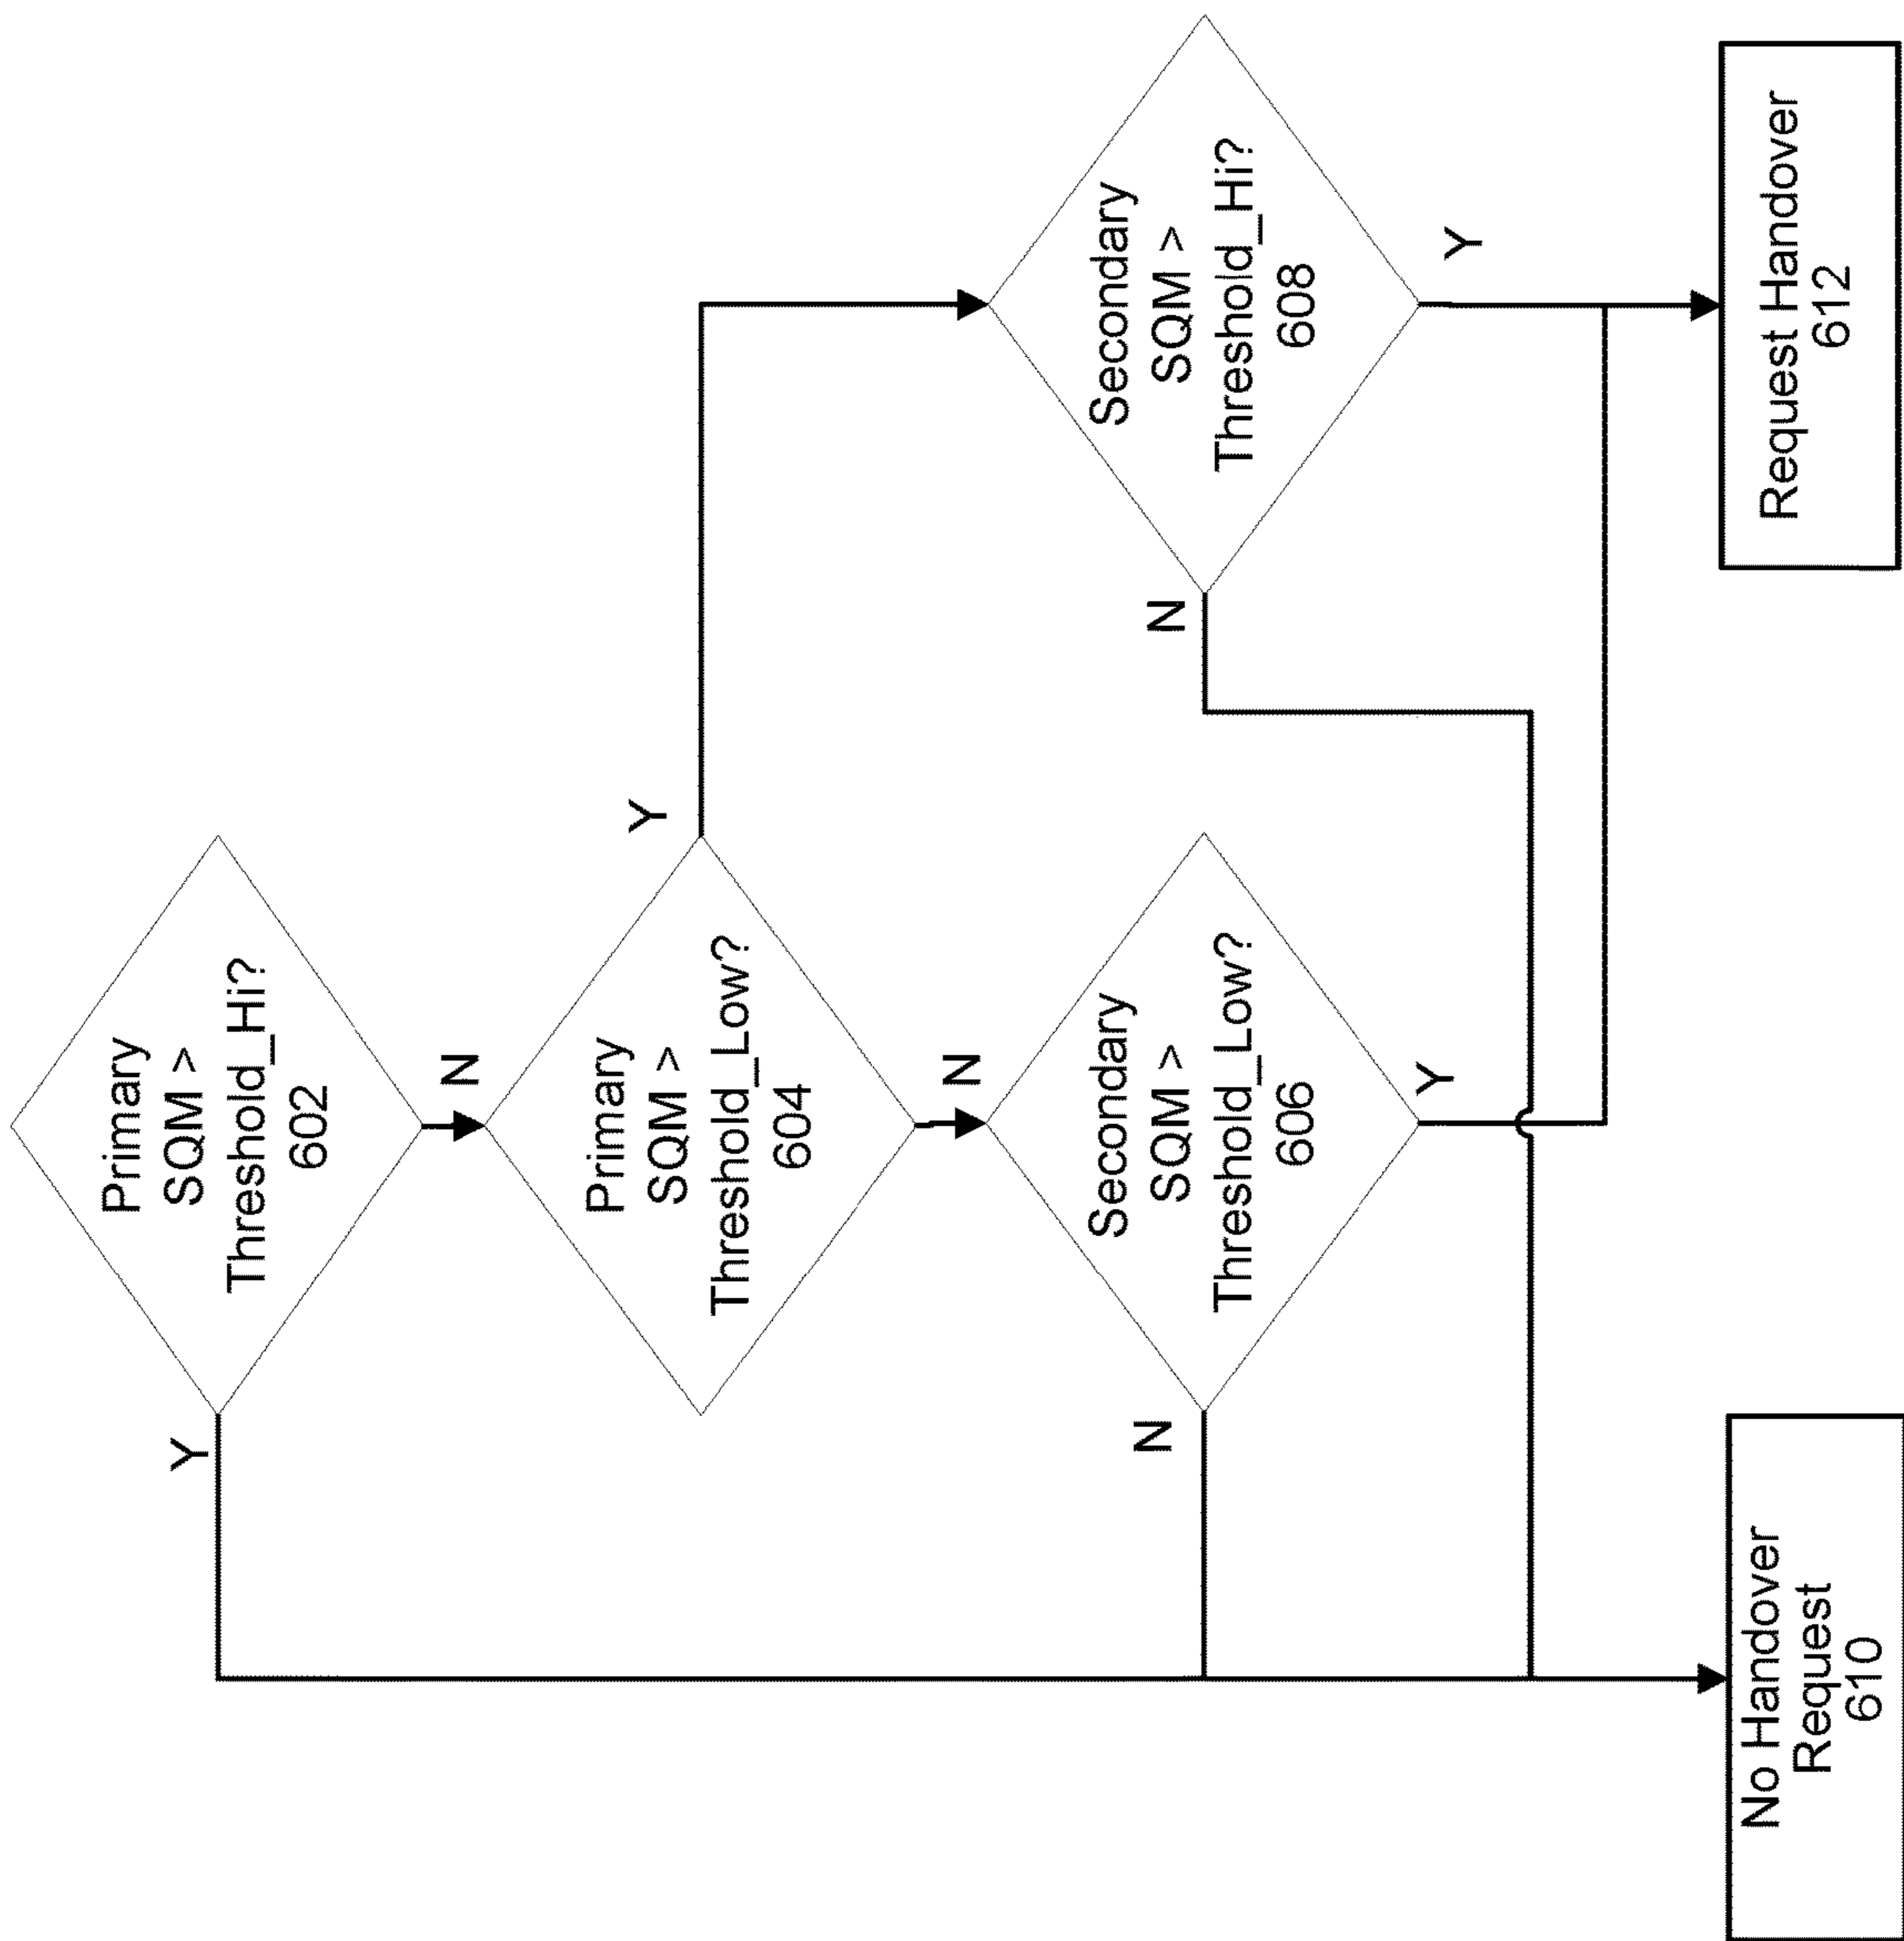 Primary
SQM >
Threshold_Hi?
602
Y
N
Primary
SQM >
Threshold_Low?
604
Y
N
Secondary
SQM >
Threshold_Low?
606
N
Y
Secondary
SQM >
Threshold_Hi?
608
N
Y
No Handover
Request
610
Request Handover
612